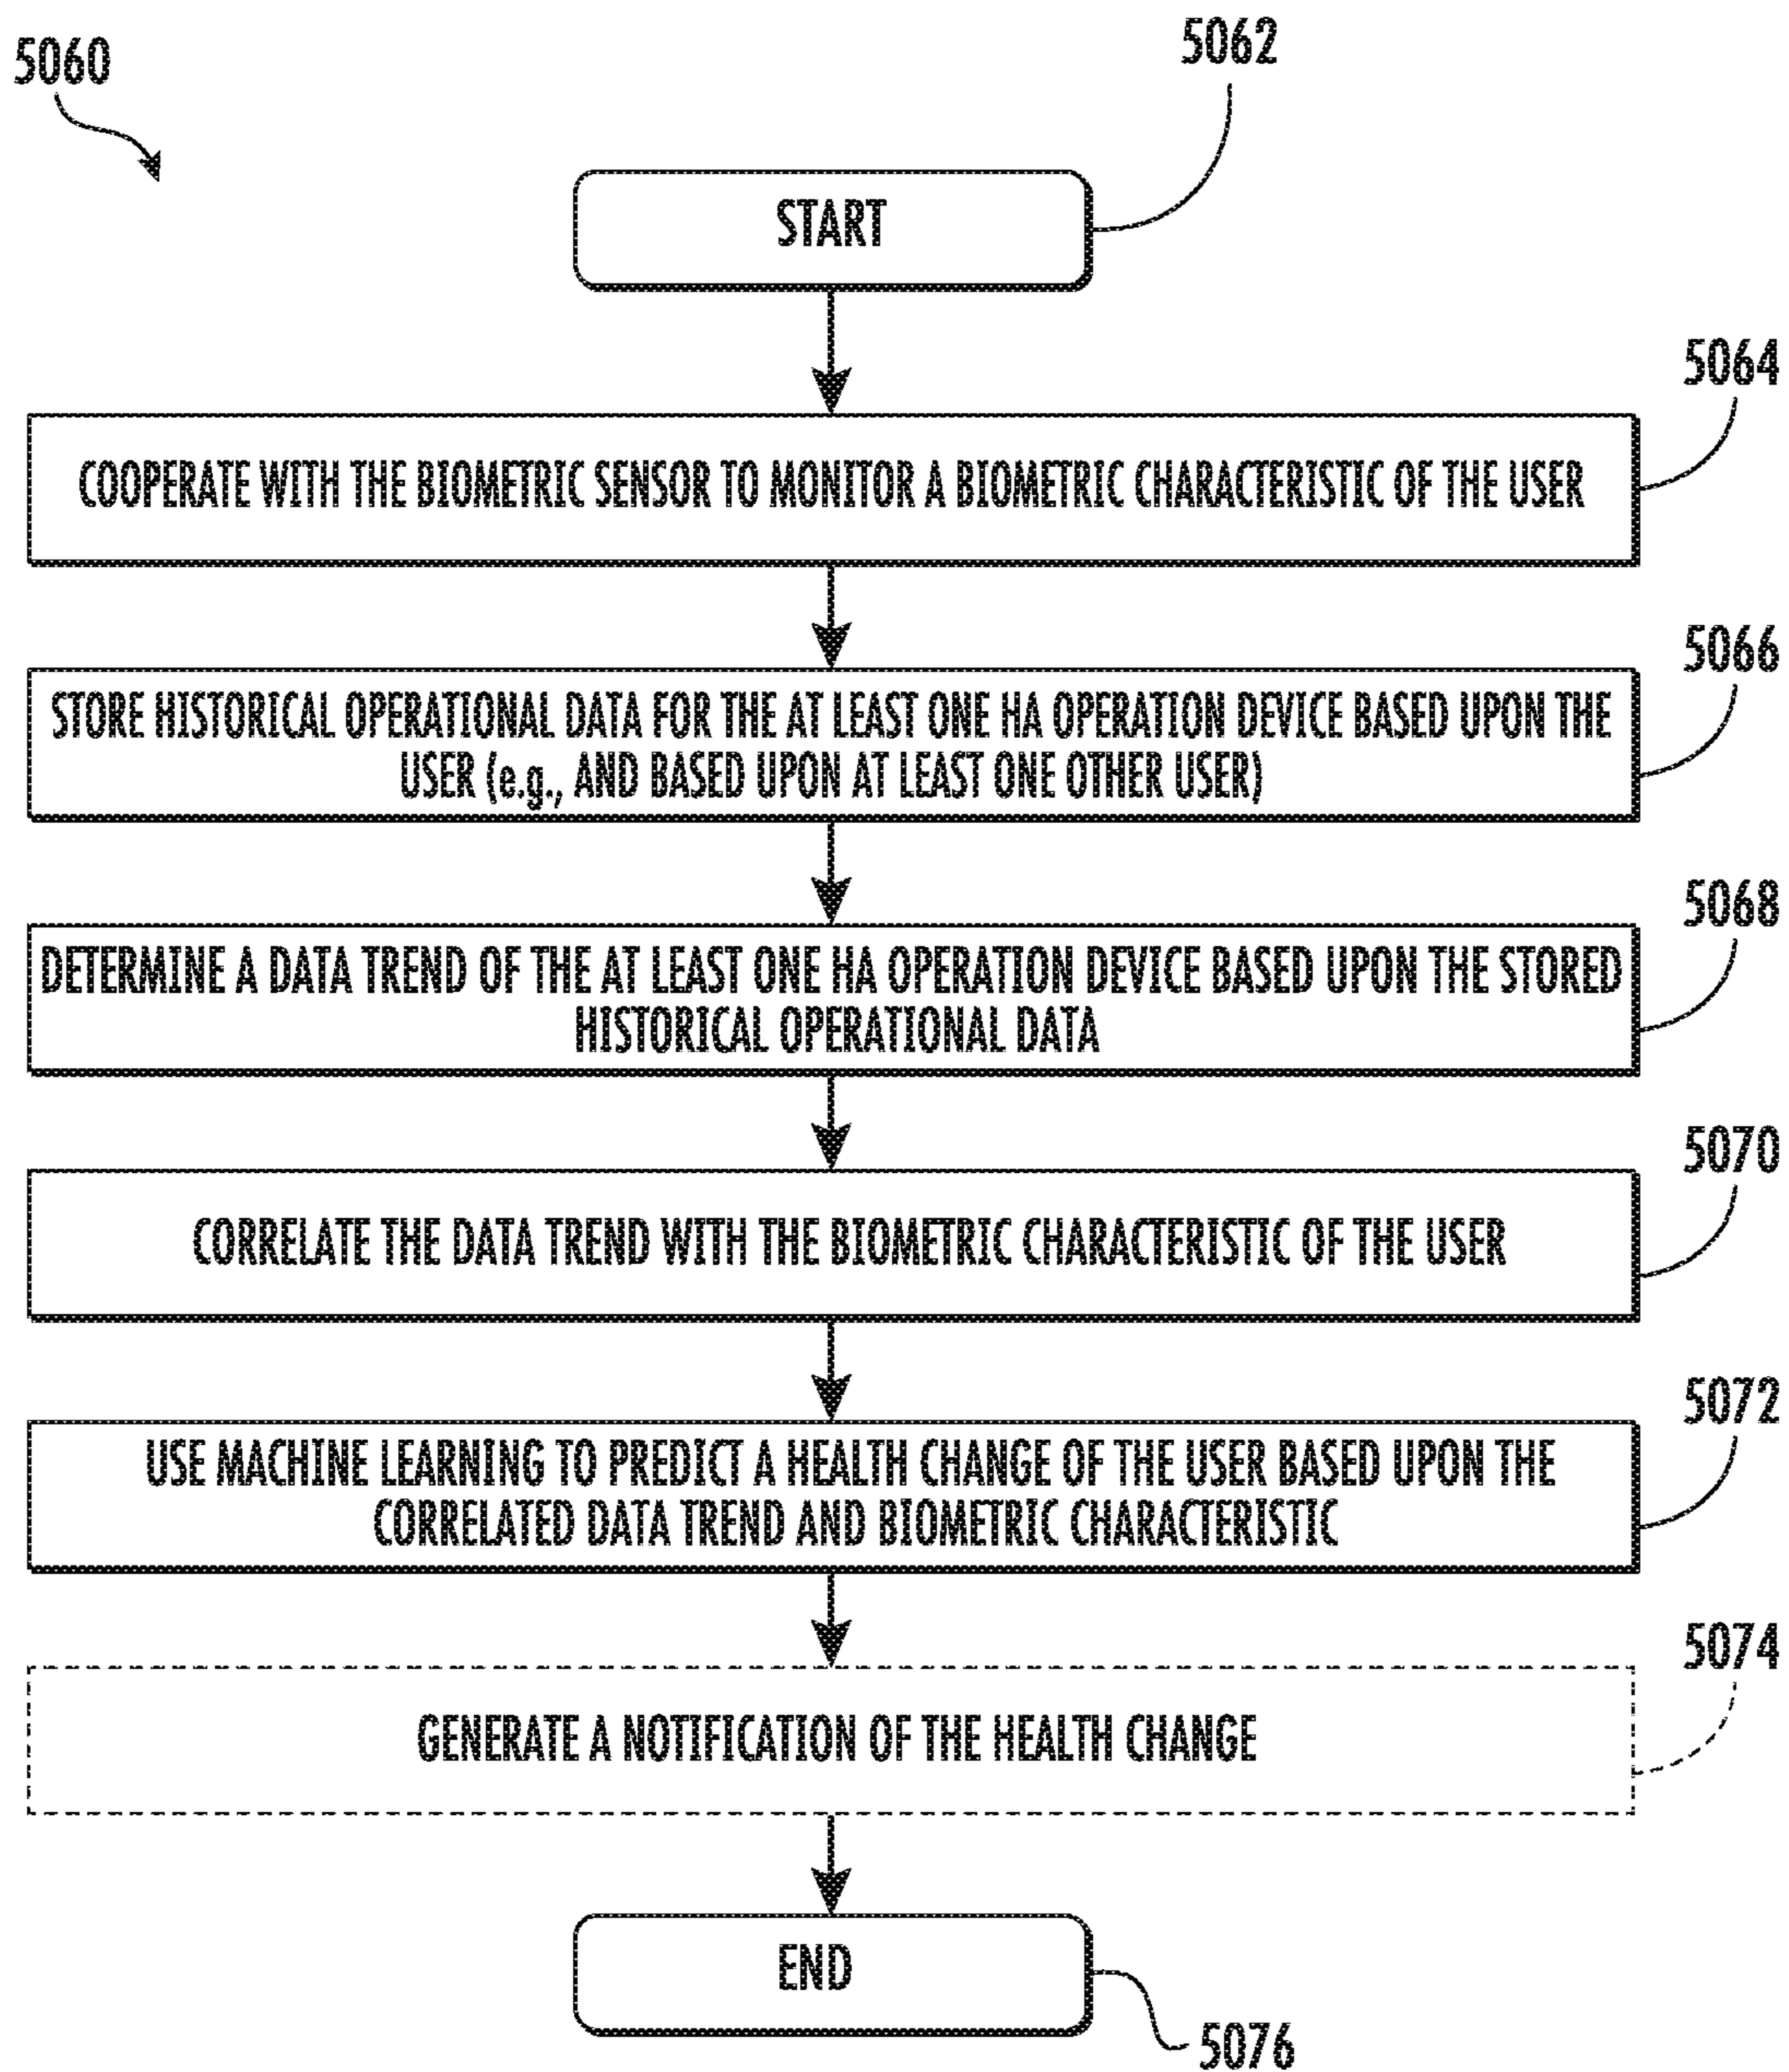 5060
5062
START
5064
COOPERATE WITH THE BIOMETRIC SENSOR TO MONITOR A BIOMETRIC CHARACTERISTIC OF THE USER
5066
STORE HISTORICAL OPERATIONAL DATA FOR THE AT LEAST ONE HA OPERATION DEVICE BASED UPON THE
USER (e.g., AND BASED UPON AT LEAST ONE OTHER USER)
5068
DETERMINE A DATA TREND OF THE AT LEAST ONE HA OPERATION DEVICE BASED UPON THE STORED
HISTORICAL OPERATIONAL DATA
5070
CORRELATE THE DATA TREND WITH THE BIOMETRIC CHARACTERISTIC OF THE USER
5072
USE MACHINE LEARNING TO PREDICT A HEALTH CHANGE OF THE USER BASED UPON THE
CORRELATED DATA TREND AND BIOMETRIC CHARACTERISTIC
5074
GENERATE A NOTIFICATION OF THE HEALTH CHANGE
END
5076